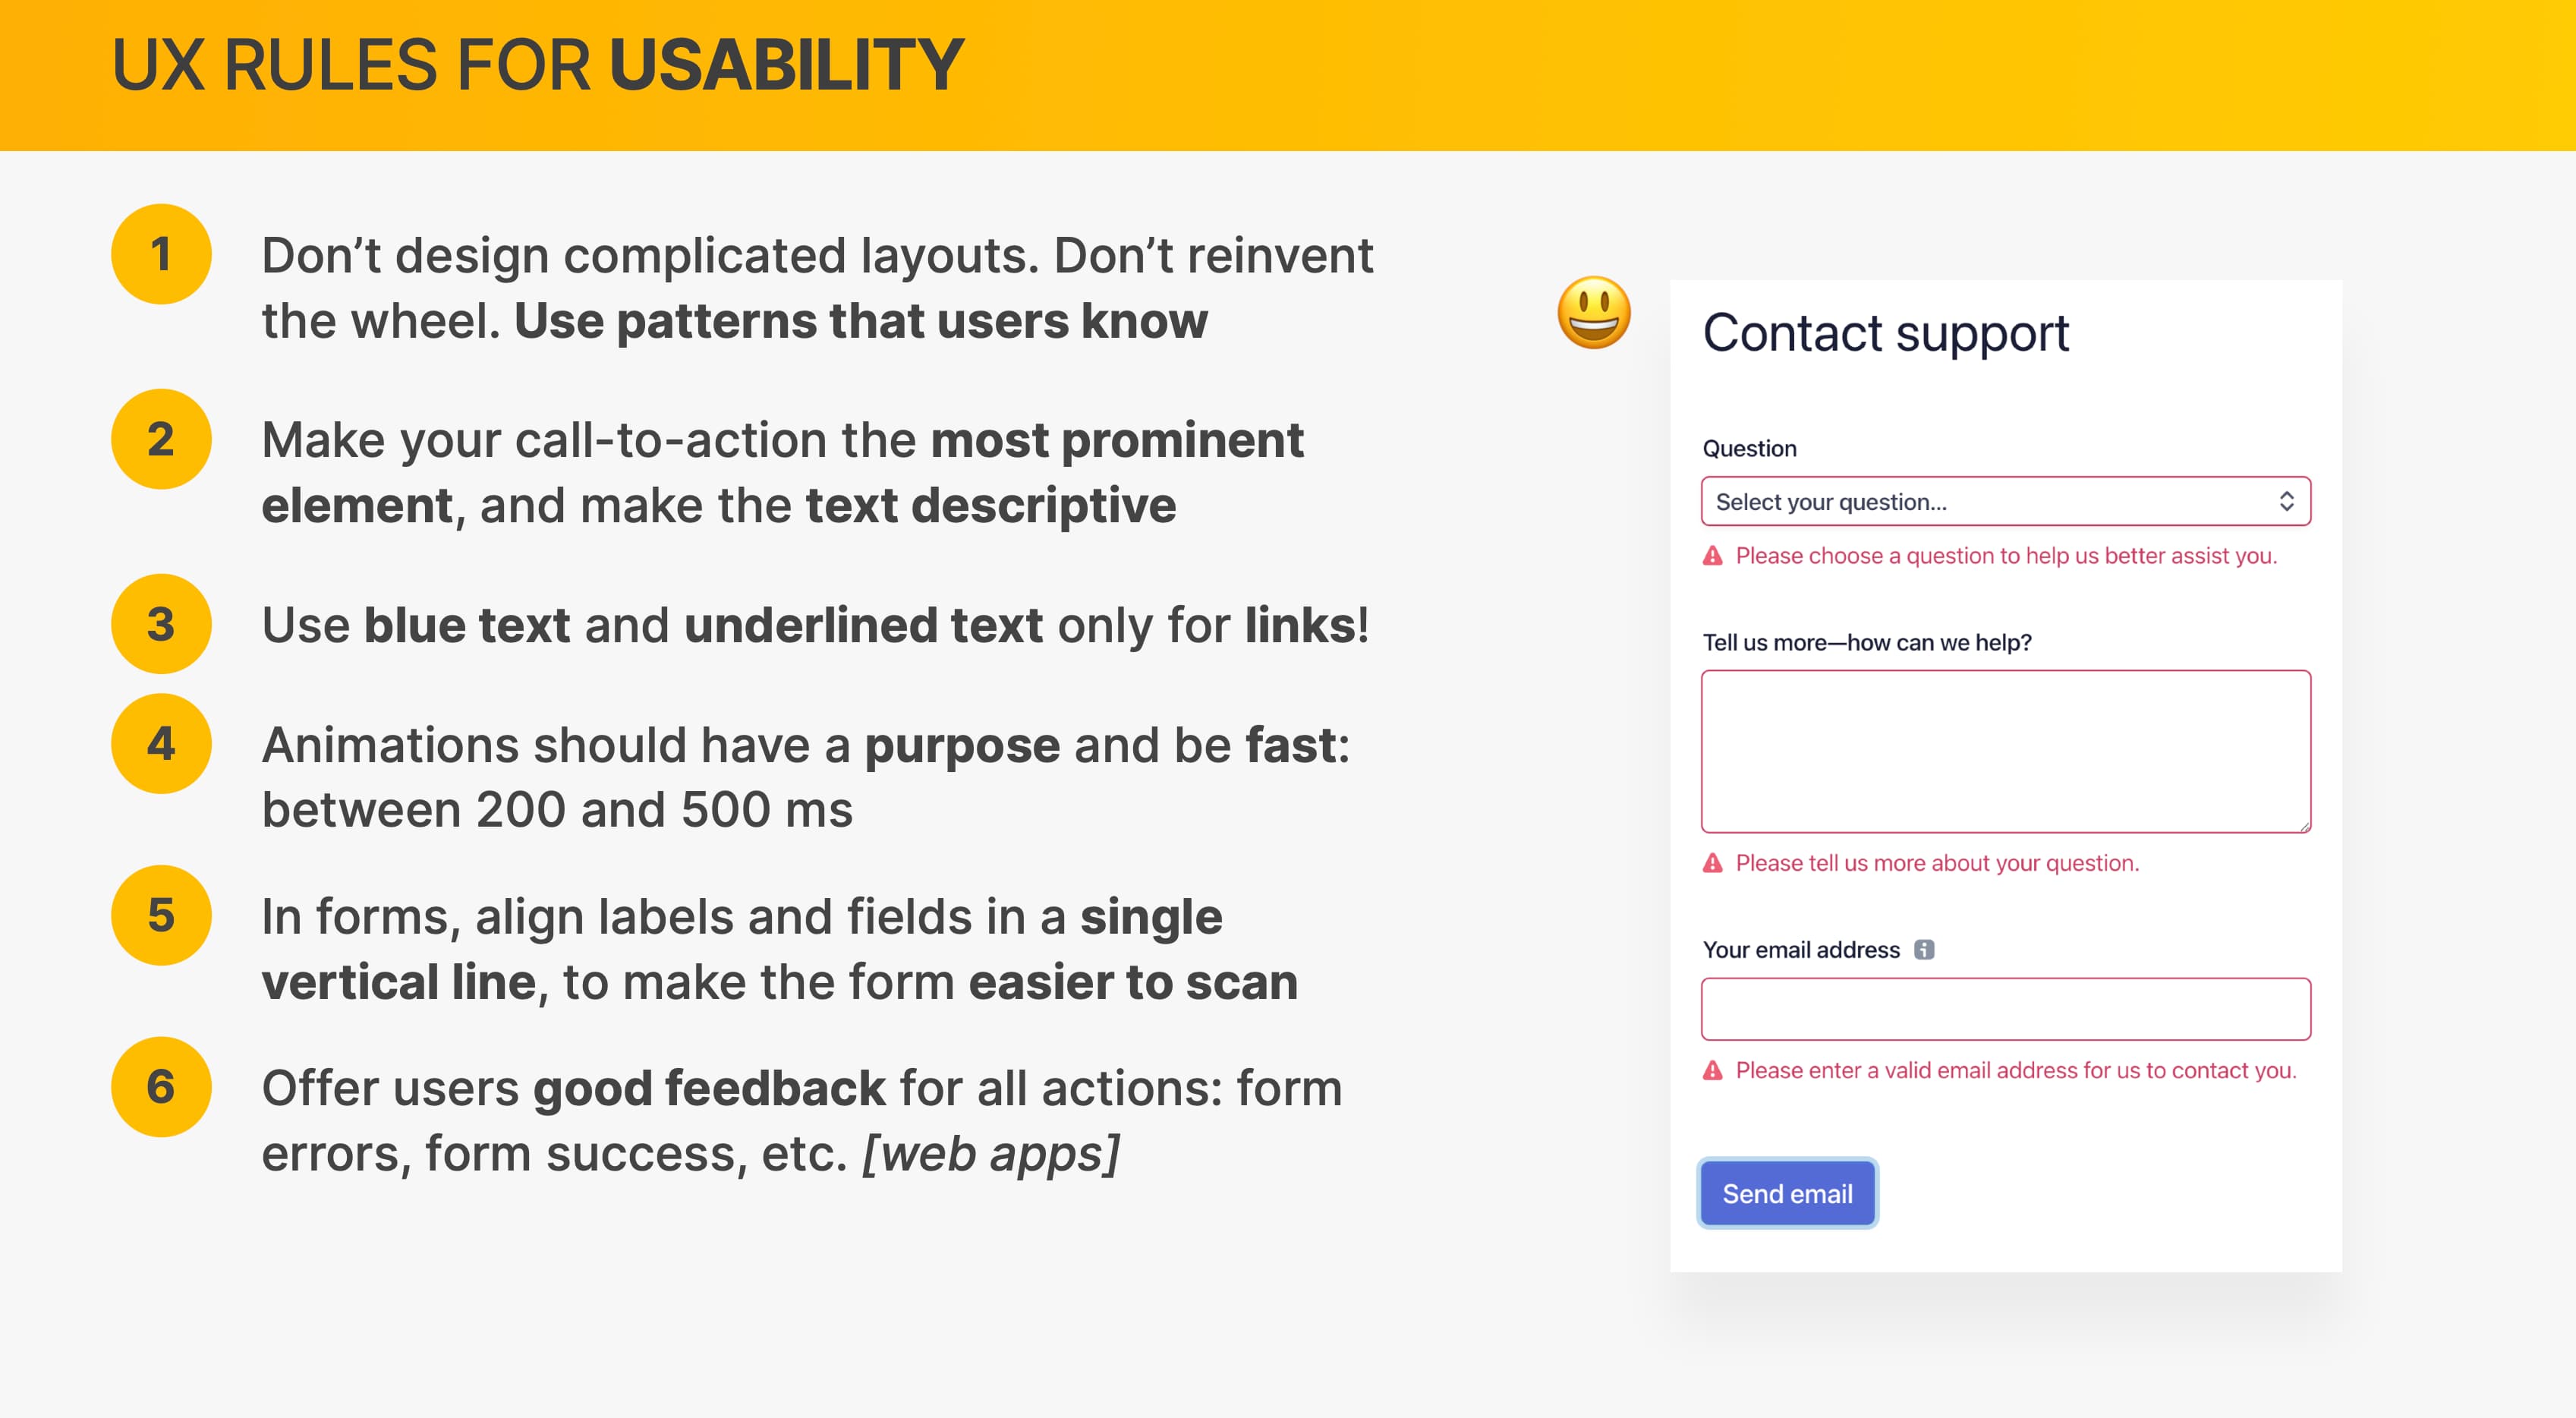 UX RULES FOR USABILITY
1
Don’t design complicated layouts. Don’t reinvent
the wheel. Use patterns that users know
2
Make your call-to-action the most prominent
element, and make the text descriptive
3
Use blue text and underlined text only for links!
4
Animations should have a purpose and be fast:
between 200 and 500 ms
5
In forms, align labels and fields in a single
vertical line, to make the form easier to scan
6
Offer users good feedback for all actions: form
errors, form success, etc. [web apps]
Contact support
Question
Select your question...
Please choose a question to help us better assist you.
Tell us more—how can we help?
Please tell us more about your question.
Your email address
Please enter a valid email address for us to contact you.
Send email